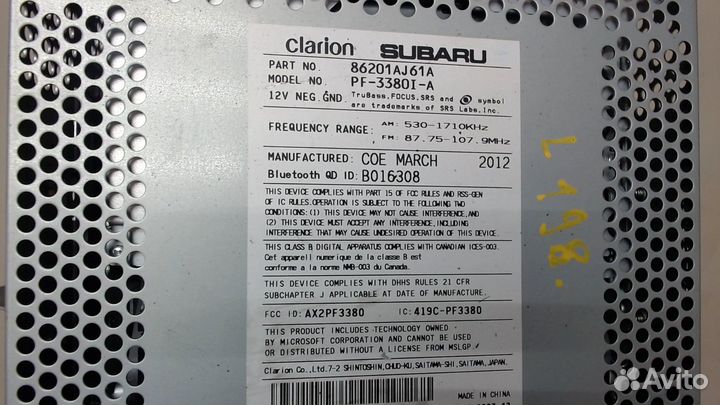 clarion SUBARU
PART NO. 86201AJ61A
MODEL NO. PF-3380I-A
12V NEG.GND. TruBass,FOCUS,SRS and symbol
are trademarks of SRS Labs,Inc.
FREQUENCY RANGE: AM: 530-1710KHz
FM: 87.75-107.9MHz
MANUFACTURED: COE MARCH 2012
Bluetooth QD ID: B016308
THIS DEVICE COMPLIES WITH PART 15 OF FCC RULES AND RSS-GEN
OF IC RULES.OPERATION IS SUBJECT TO THE FOLLOWING TWO
CONDITIONS: (1) THIS DEVICE MAY NOT CAUSE INTERFERENCE,AND
(2) THIS DEVICE MUST ACCEPT ANY INTERFERENCE,INCLUDING
INTERFERENCE THAT MAY CAUSE UNDESIRED OPERATION OF THIS DEVICE.
THIS CLASS B DIGITAL APPARATUS COMPLIES WITH CANADIAN ICES-003.
Cet appareil numerique de la classe B est
conforme a la norme NMB-003 du Canada.
THIS DEVICE COMPLIES WITH DHHS RULES 21 CFR
SUBCHAPTER J APPLICABLE AT DATE OF MANUFACTURE.
FCC ID: AX2PF3380 IC: 419C-PF3380
THIS PRODUCT INCLUDES TECHNOLOGY OWNED
BY MICROSOFT CORPORATION AND CANNOT BE USED
OR DISTRIBUTED WITHOUT A LICENSE FROM MSLGP.
Clarion Co.,Ltd.7-2 SHINTOSHIN,CHUO-KU,SAITAMA-SHI,SAITAMA,JAPAN.
MADE IN CHINA
L198.
Avito